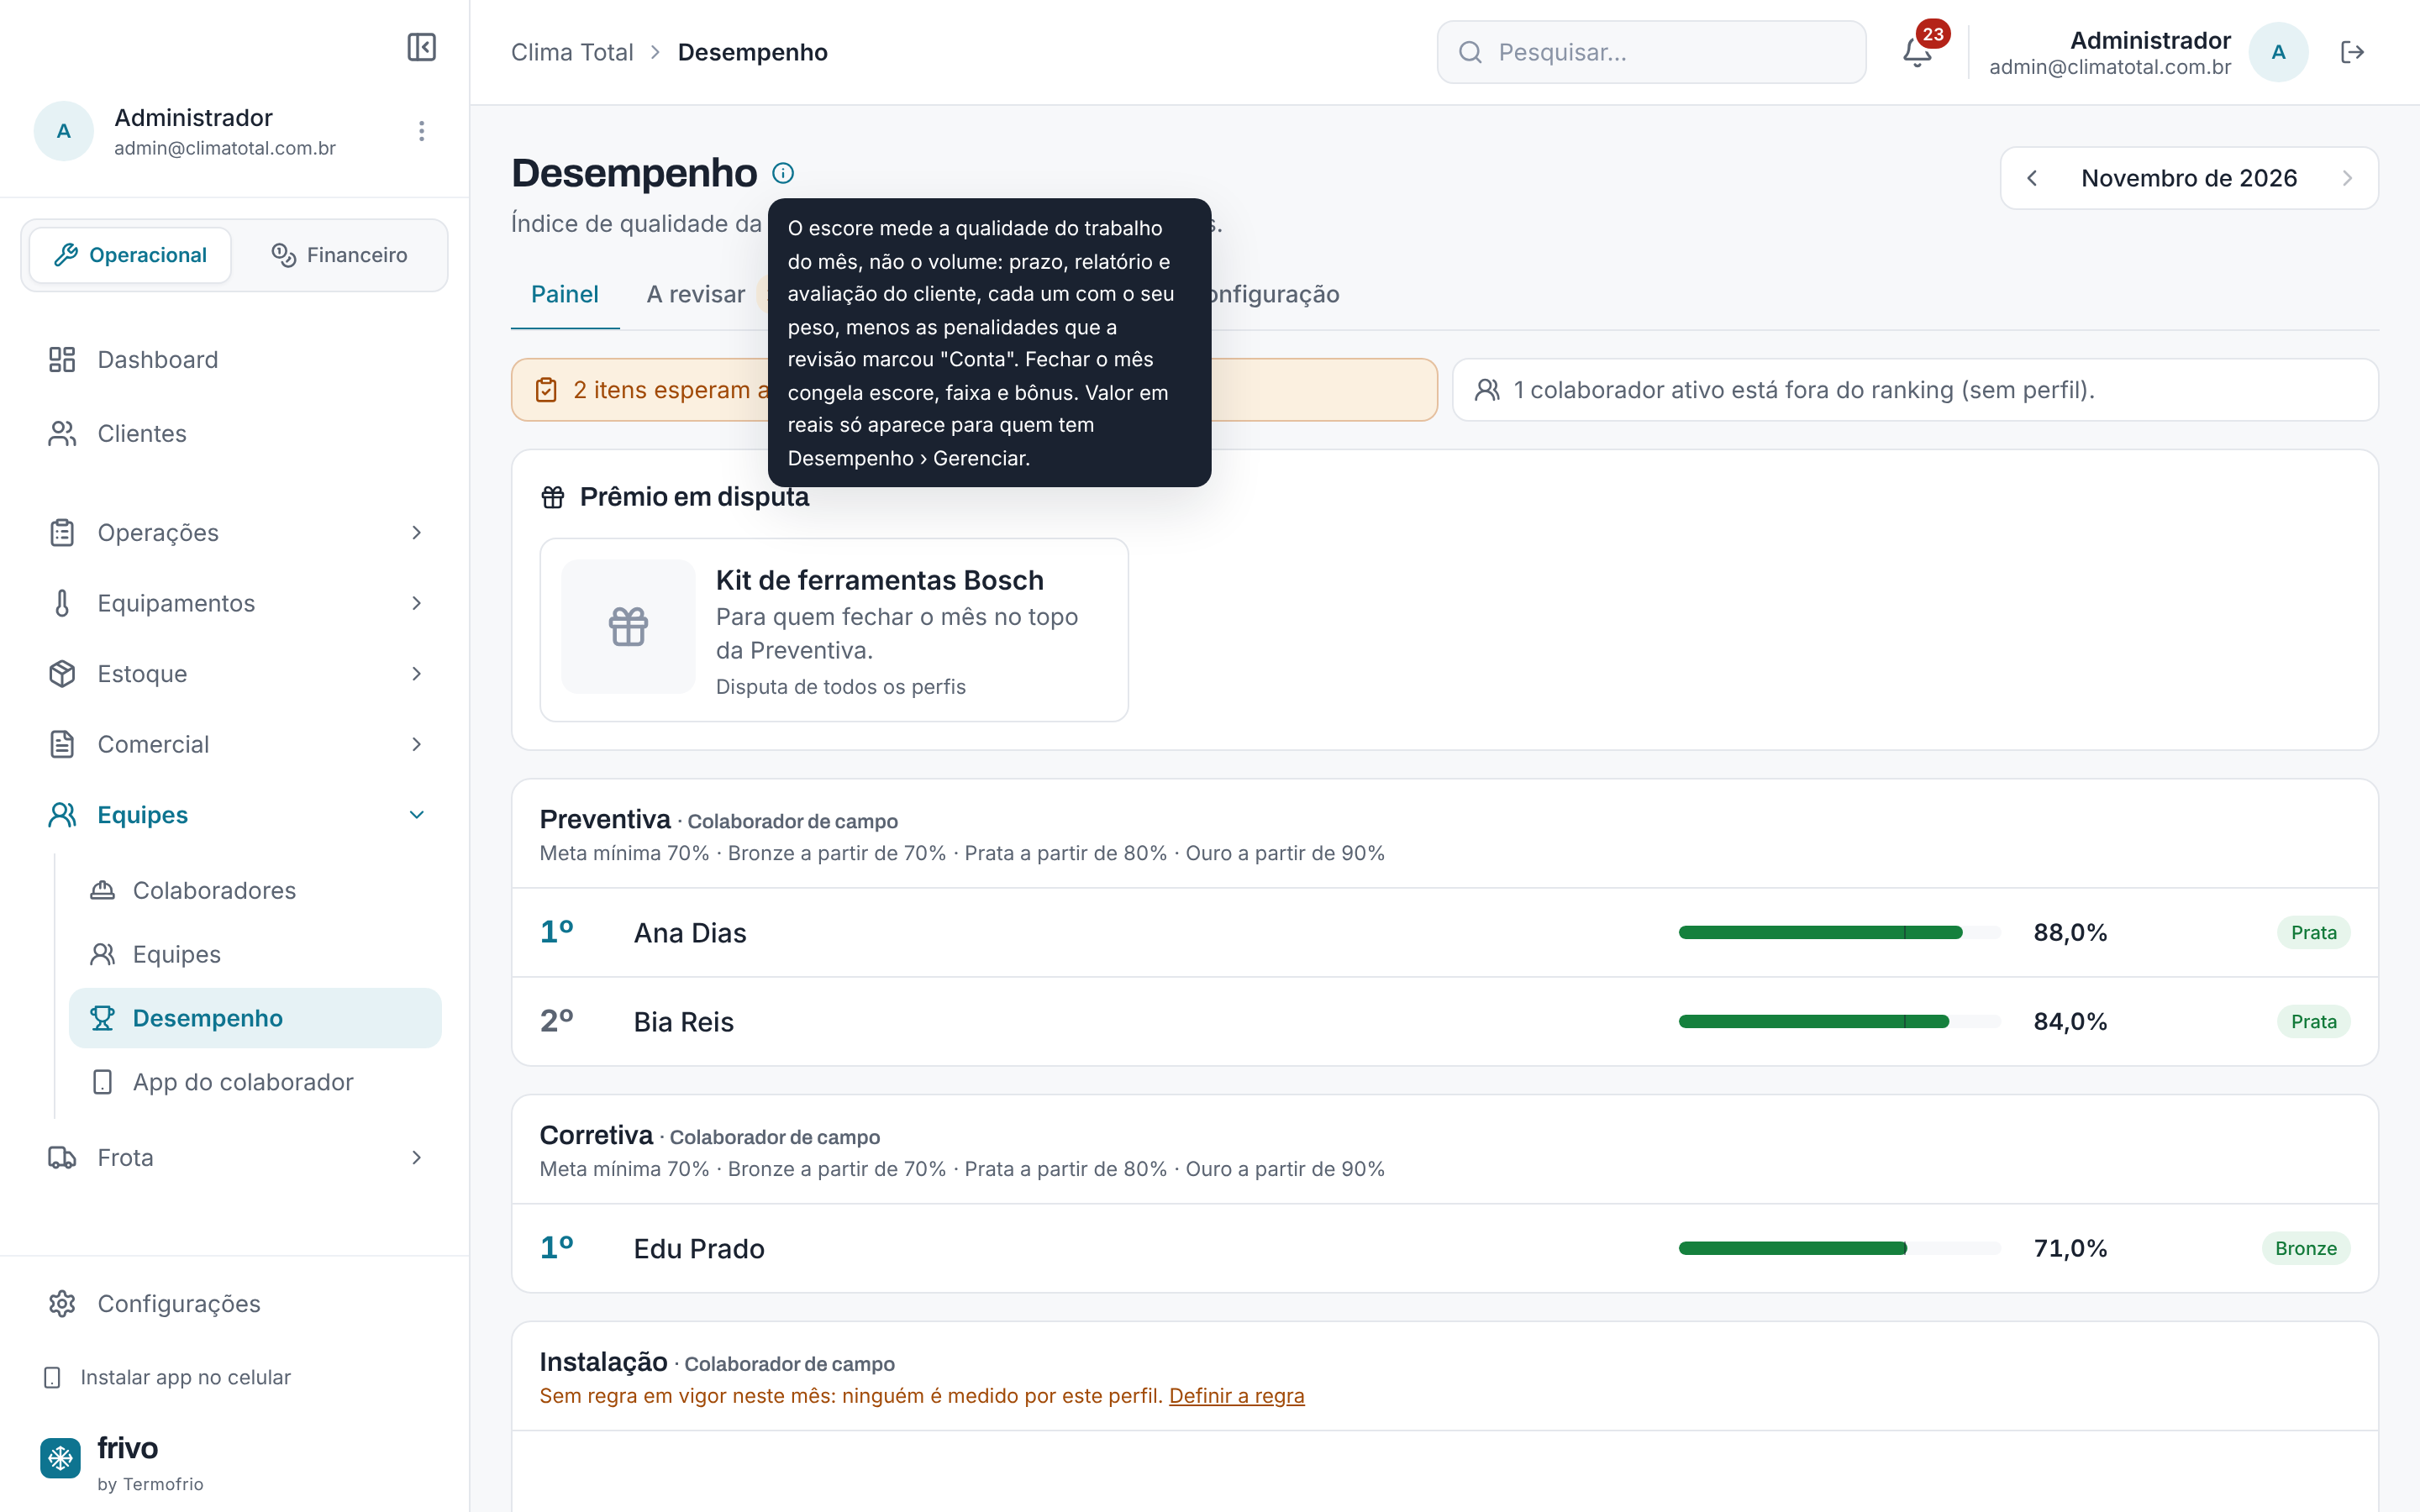 Administrador
admin@climatotal.com.br
A
Operacional
Financeiro
Dashboard
Clientes
Operações
Equipamentos
Estoque
Comercial
Equipes
Colaboradores
Equipes
Desempenho
App do colaborador
Frota
Configurações
Instalar app no celular
frivo
by Termofrio
Clima Total > Desempenho
Pesquisar...
23
Administrador
admin@climatotal.com.br
A
Desempenho
Novembro de 2026
Índice de qualidade da
O escore mede a qualidade do trabalho
do mês, não o volume: prazo, relatório e
avaliação do cliente, cada um com o seu
peso, menos as penalidades que a
revisão marcou "Conta". Fechar o mês
congela escore, faixa e bônus. Valor em
reais só aparece para quem tem
Desempenho › Gerenciar.
Painel
A revisar
2 itens esperam
1 colaborador ativo está fora do ranking (sem perfil).
Prêmio em disputa
Kit de ferramentas Bosch
Para quem fechar o mês no topo
da Preventiva.
Disputa de todos os perfis
Preventiva · Colaborador de campo
Meta mínima 70% · Bronze a partir de 70% · Prata a partir de 80% · Ouro a partir de 90%
1º Ana Dias 88,0% Prata
2º Bia Reis 84,0% Prata
Corretiva · Colaborador de campo
Meta mínima 70% · Bronze a partir de 70% · Prata a partir de 80% · Ouro a partir de 90%
1º Edu Prado 71,0% Bronze
Instalação · Colaborador de campo
Sem regra em vigor neste mês: ninguém é medido por este perfil. Definir a regra